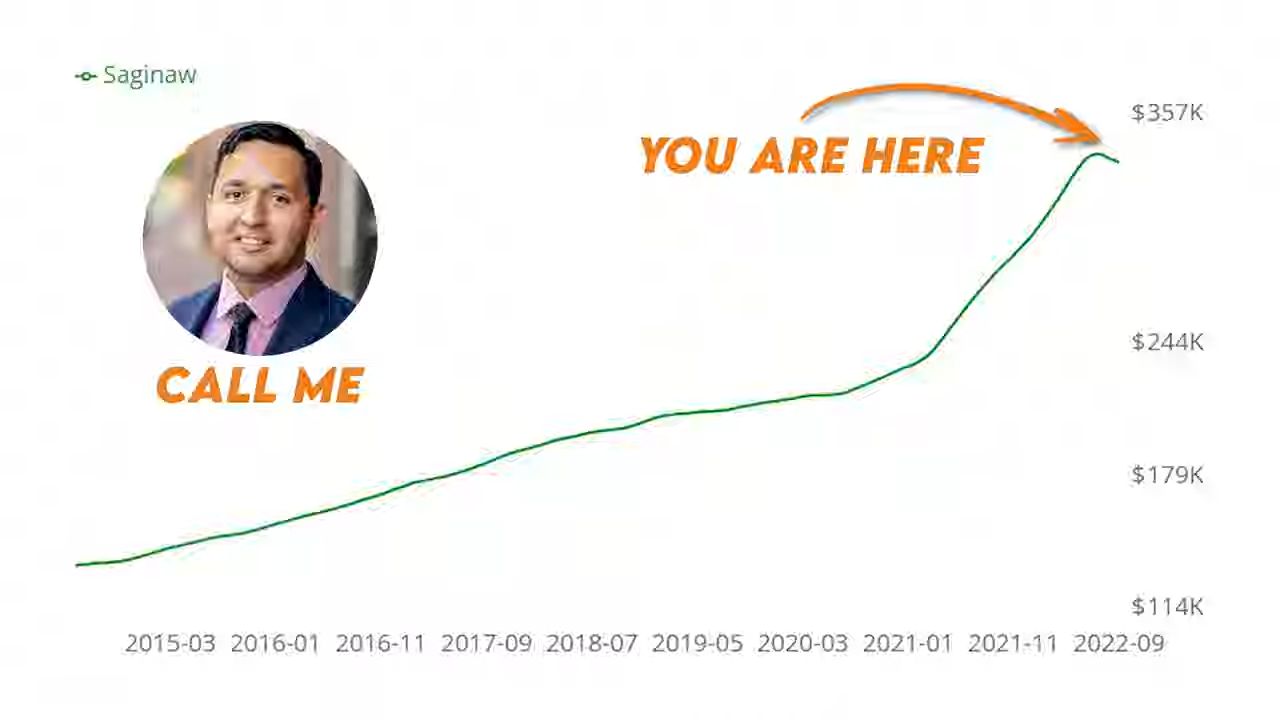 Saginaw
$357K
YOU ARE HERE
$244K
CALL ME
$179K
$114K
2015-03 2016-01 2016-11 2017-09 2018-07 2019-05 2020-03 2021-01 2021-11 2022-09